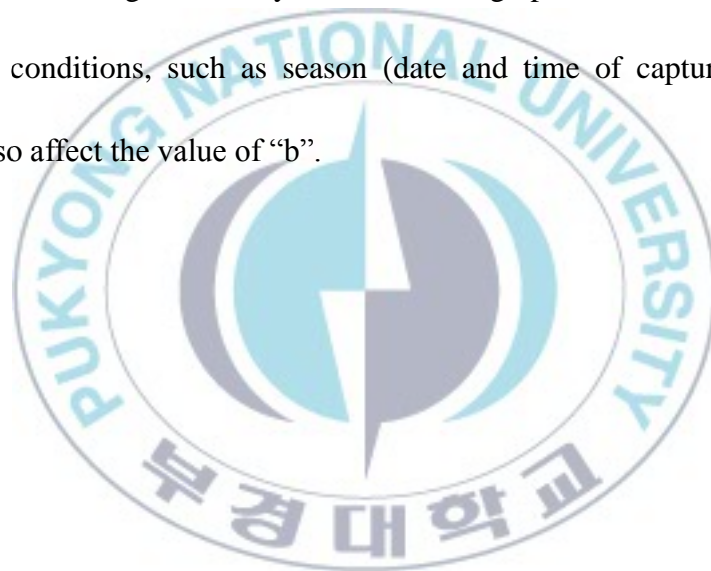 conditions, such as season (date and time of captur
so affect the value of “b”.
PUKYONG NATIONAL UNIVERSITY
부경대학교